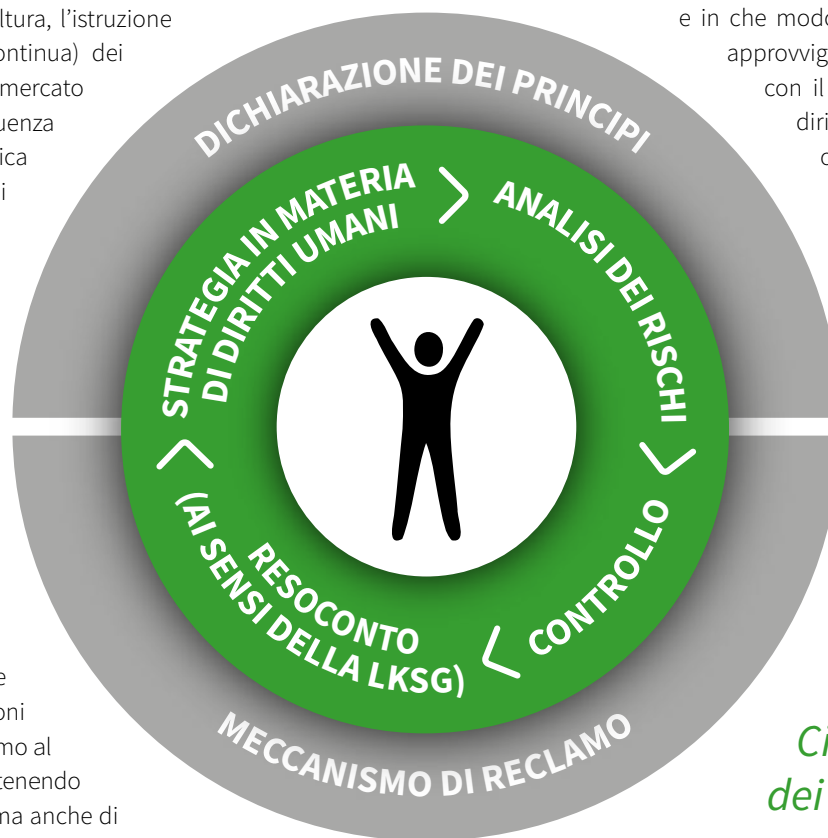 ltura, l’istruzione
ontinua) dei
mercato
uenza
ica
i
e in che modo
approvvig
con il
diri
c
DICHIARAZIONE DEI PRINCIPI
STRATEGIA IN MATERIA
DI DIRITTI UMANI
ANALISI DEI RISCHI
CONTROLLO
RESOCONTO
(AI SENSI DELLA LKSG)
MECCANISMO DI RECLAMO
e
oni
mo al
tenendo
ma anche di
Ci
dei